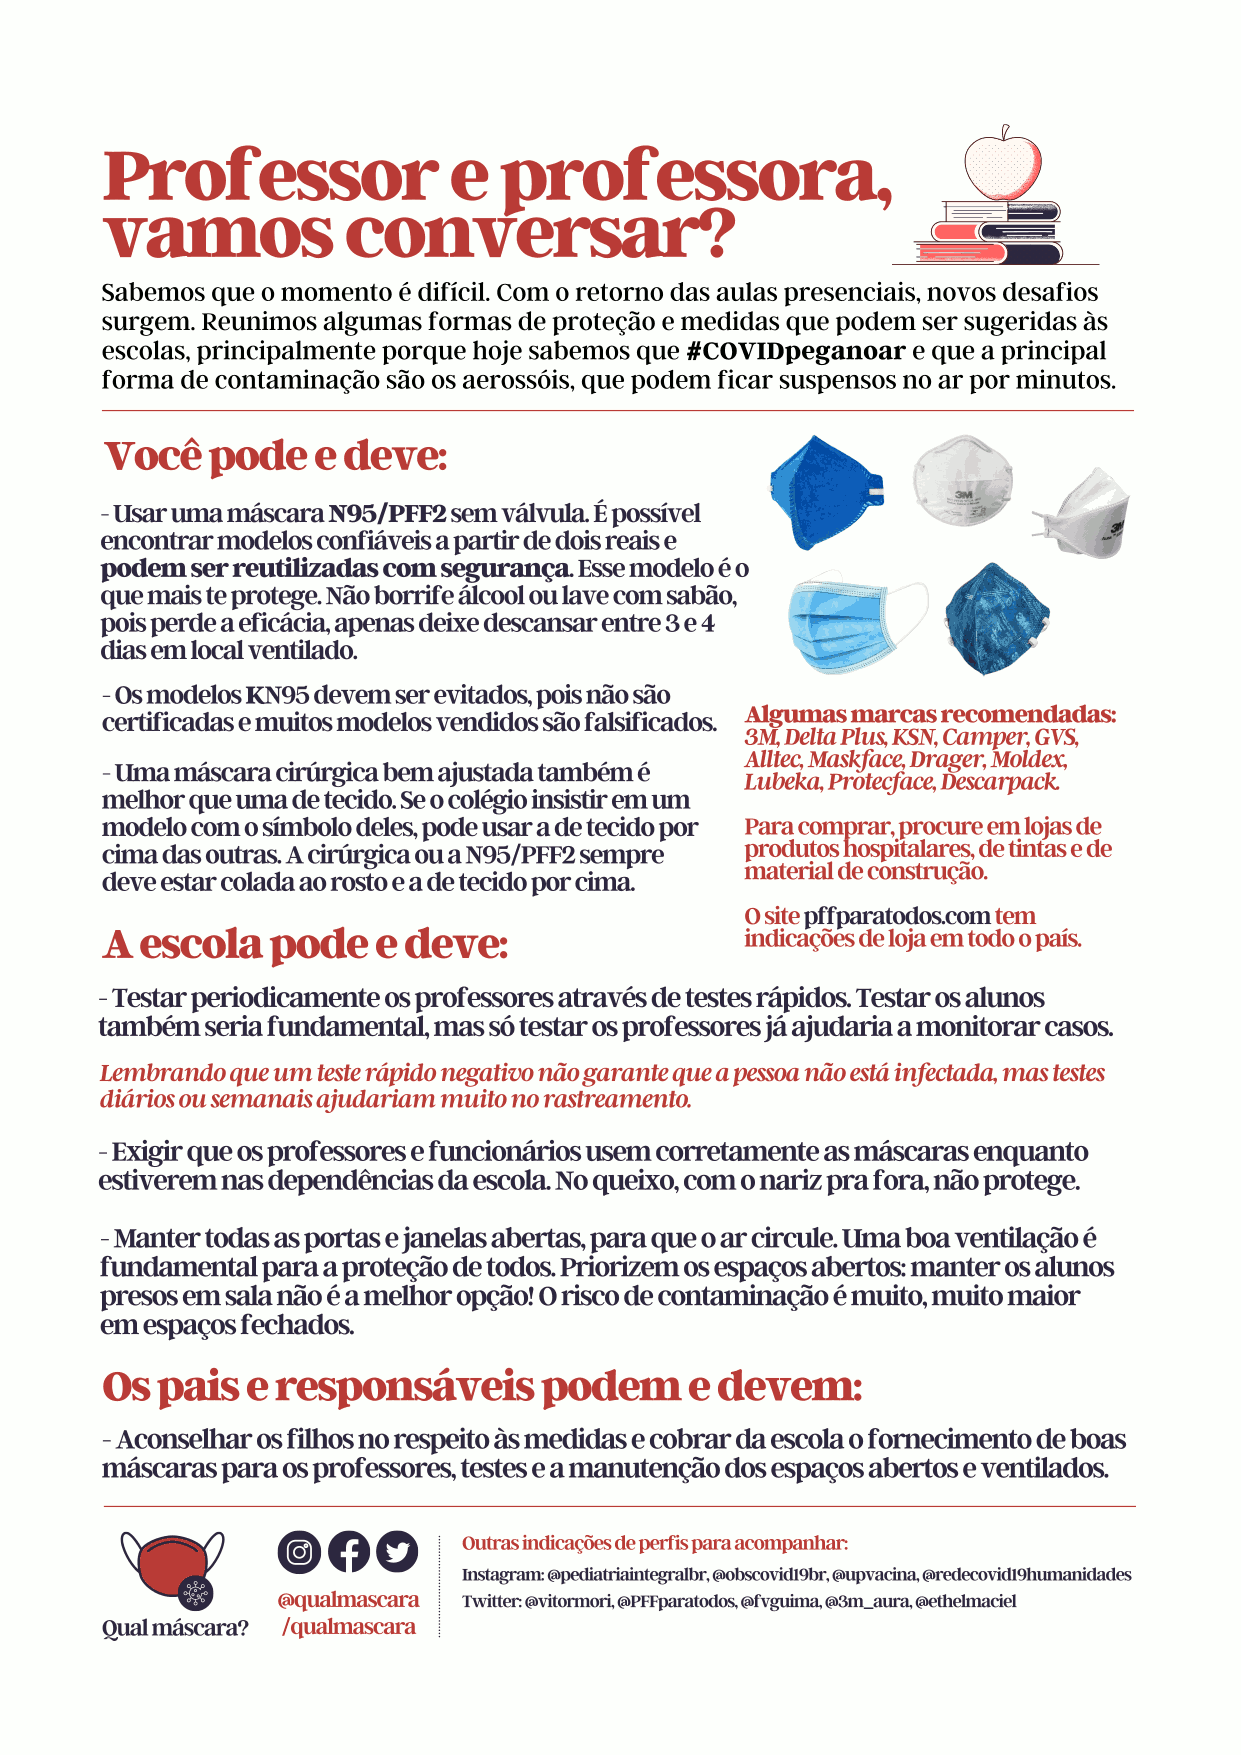 Professor e professora,
vamos conversar?
Sabemos que o momento é difícil. Com o retorno das aulas presenciais, novos desafios
surgem. Reunimos algumas formas de proteção e medidas que podem ser sugeridas às
escolas, principalmente porque hoje sabemos que #COVIDpeganoar e que a principal
forma de contaminação são os aerossóis, que podem ficar suspensos no ar por minutos.
Você pode e deve:
- Usar uma máscara N95/PFF2 sem válvula. É possível
encontrar modelos confiáveis a partir de dois reais e
podem ser reutilizadas com segurança. Esse modelo é o
que mais te protege. Não borrife álcool ou lave com sabão,
pois perde a eficácia, apenas deixe descansar entre 3 e 4
dias em local ventilado.
- Os modelos KN95 devem ser evitados, pois não são
certificadas e muitos modelos vendidos são falsificados.
- Uma máscara cirúrgica bem ajustada também é
melhor que uma de tecido. Se o colégio insistir em um
modelo com o símbolo deles, pode usar a de tecido por
cima das outras. A cirúrgica ou a N95/PFF2 sempre
deve estar colada ao rosto e a de tecido por cima.
3M
3M
Algumas marcas recomendadas:
3M, Delta Plus, KSN, Camper, GVS,
Alltec, Maskface, Drager, Moldex,
Lubeka, Protecface, Descarpack.
Para comprar, procure em lojas de
produtos hospitalares, de tintas e de
material de construção.
O site pffparatodos.com tem
indicações de loja em todo o país.
A escola pode e deve:
- Testar periodicamente os professores através de testes rápidos. Testar os alunos
também seria fundamental, mas só testar os professores já ajudaria a monitorar casos.
Lembrando que um teste rápido negativo não garante que a pessoa não está infectada, mas testes
diários ou semanais ajudariam muito no rastreamento.
- Exigir que os professores e funcionários usem corretamente as máscaras enquanto
estiverem nas dependências da escola. No queixo, com o nariz pra fora, não protege.
- Manter todas as portas e janelas abertas, para que o ar circule. Uma boa ventilação é
fundamental para a proteção de todos. Priorizem os espaços abertos: manter os alunos
presos em sala não é a melhor opção! O risco de contaminação é muito, muito maior
em espaços fechados.
Os pais e responsáveis podem e devem:
- Aconselhar os filhos no respeito às medidas e cobrar da escola o fornecimento de boas
máscaras para os professores, testes e a manutenção dos espaços abertos e ventilados.
Qual máscara?
@qualmascara
/qualmascara
Outras indicações de perfis para acompanhar:
Instagram: @pediatriaintegralbr, @obscovid19br, @upvacina, @redecovid19humanidades
Twitter: @vitormori, @PFFparatodos, @fvguima, @3m_aura, @ethelmaciel